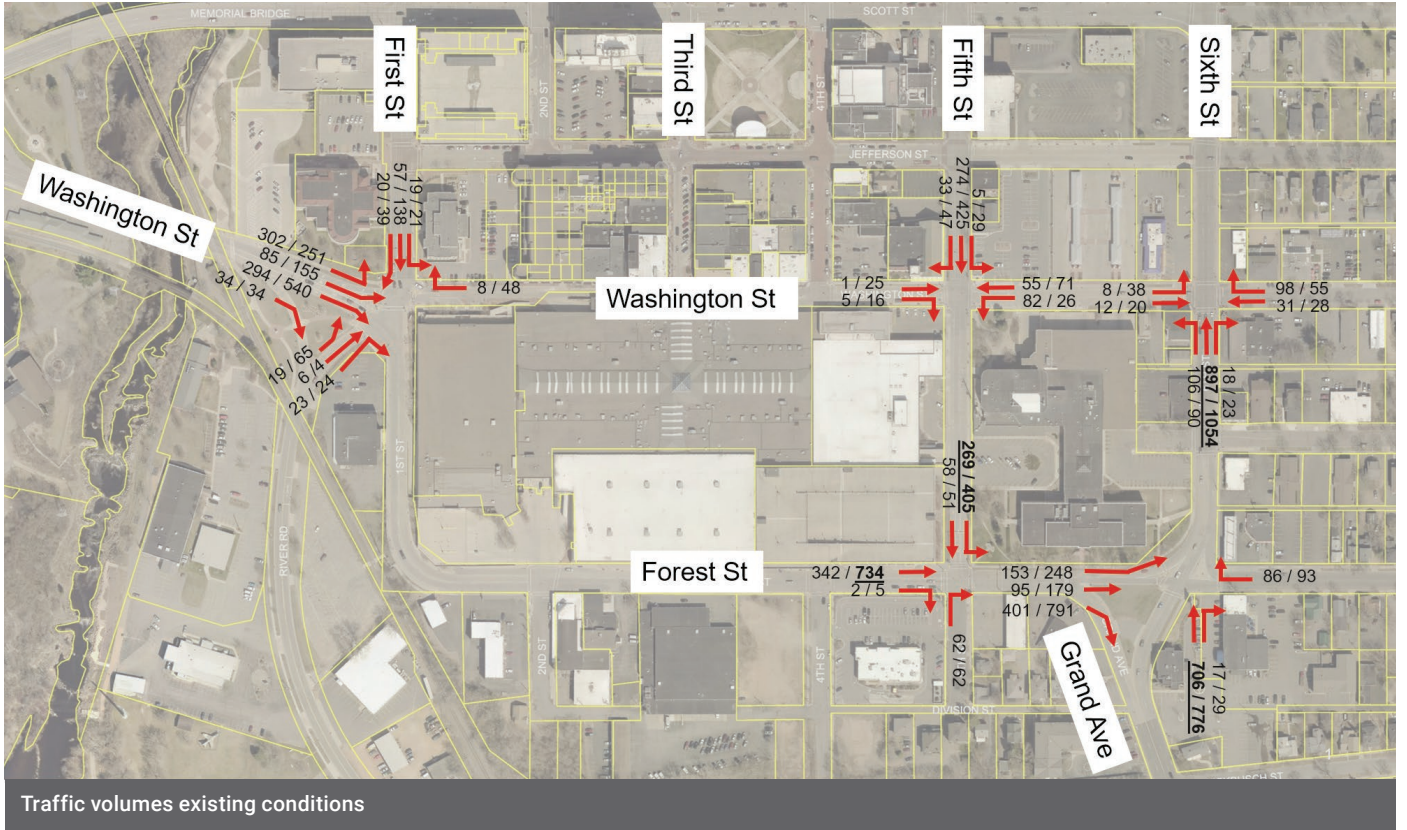 MEMORIAL BRIDGE
SCOTT ST
First St
2ND ST
Third St
4TH ST
Fifth St
Sixth St
JEFFERSON ST
Washington St
19 / 21
57 / 138
20 / 39
5 / 29
274 / 425
33 / 47
302 / 251
85 / 155
294 / 540
34 / 34
8 / 48
Washington St
1 / 25
5 / 16
55 / 71
82 / 26
8 / 38
12 / 20
98 / 55
31 / 28
19 / 65
6 /4
23 / 24
18 / 23
897 / 1054
106 / 90
1ST ST
269 / 405
58 / 51
RIVER RD
Forest St
342 / 734
2 / 5
153 / 248
95 / 179
401 / 791
86 / 93
2ND ST
4TH ST
62 / 62
Grand Ave
17 / 29
706 / 776
DIVISION ST
Traffic volumes existing conditions